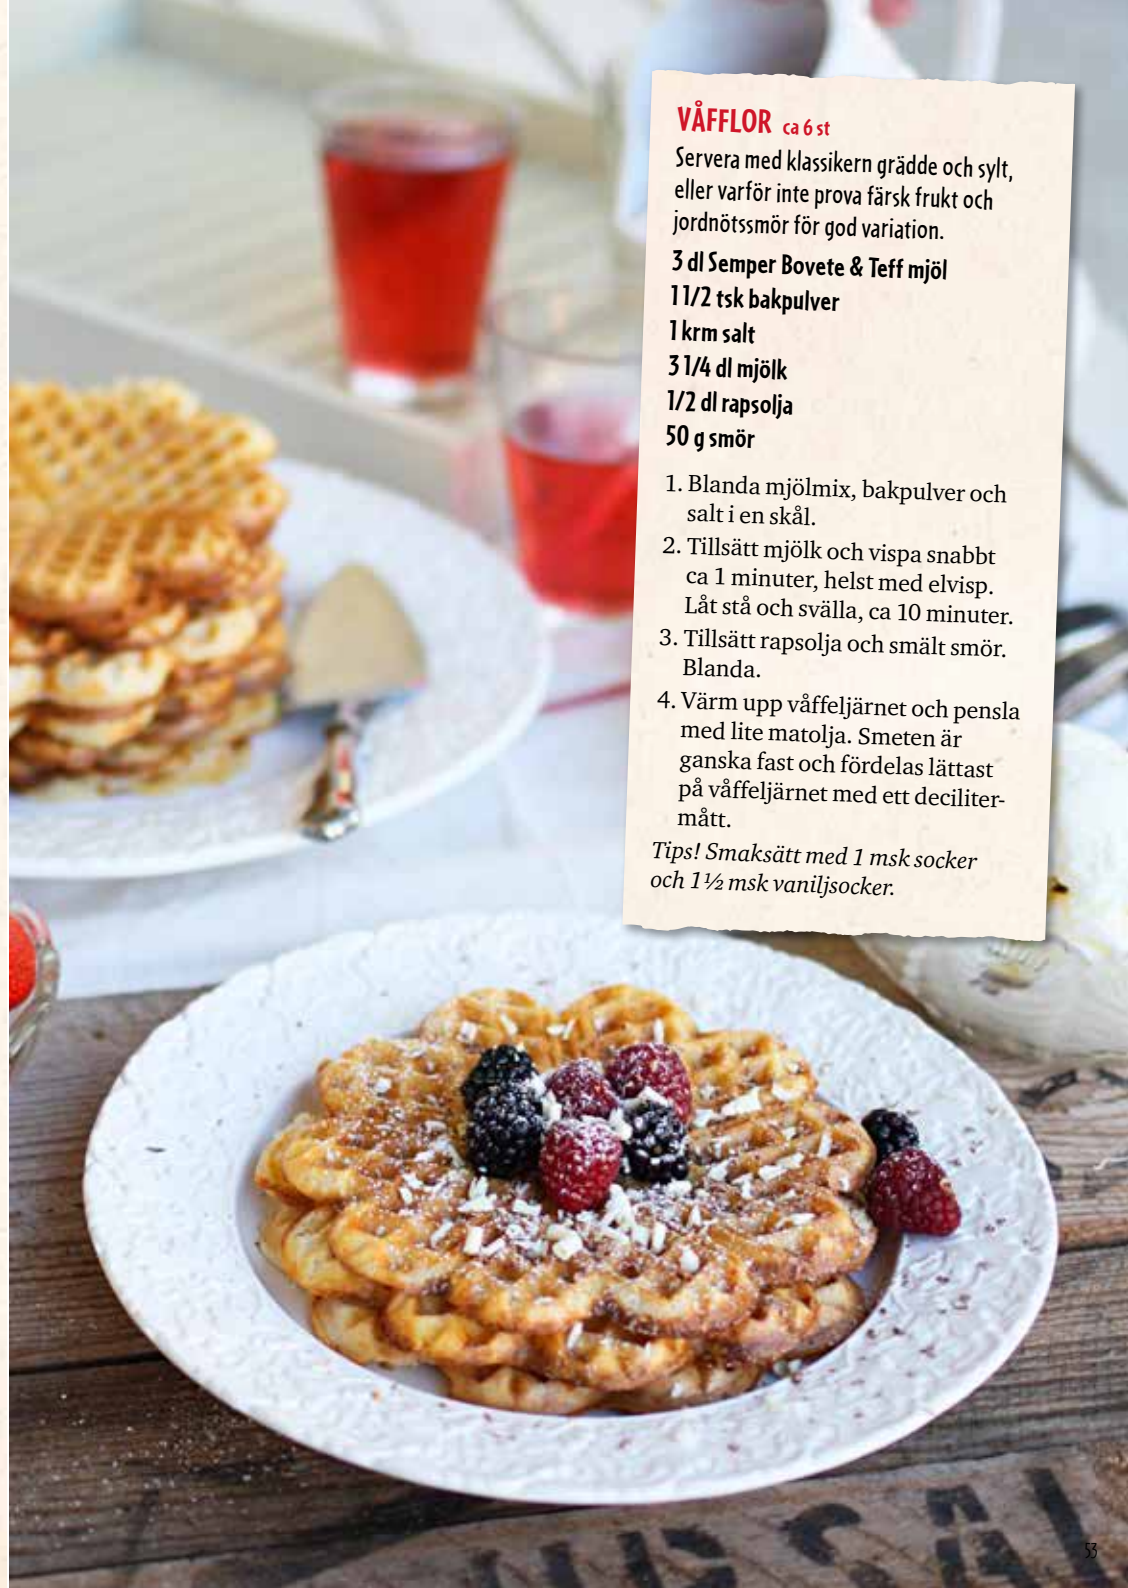 VÅFFLOR ca 6 st
Servera med klassikern grädde och sylt,
eller varför inte prova färsk frukt och
jordnötssmör för god variation.
3 dl Semper Bovete & Teff mjöl
1 1/2 tsk bakpulver
1 krm salt
3 1/4 dl mjölk
1/2 dl rapsolja
50 g smör
1. Blanda mjölmix, bakpulver och
salt i en skål.
2. Tillsätt mjölk och vispa snabbt
ca 1 minuter, helst med elvisp.
Låt stå och svälla, ca 10 minuter.
3. Tillsätt rapsolja och smält smör.
Blanda.
4. Värm upp våffeljärnet och pensla
med lite matolja. Smeten är
ganska fast och fördelas lättast
på våffeljärnet med ett deciliter-
mått.
Tips! Smaksätt med 1 msk socker
och 1½ msk vaniljsocker.
53